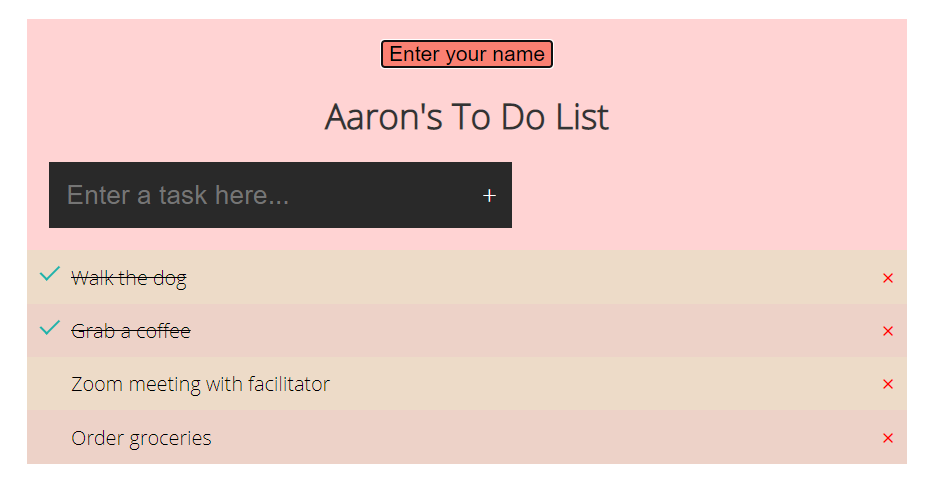 Enter your name
Aaron's To Do List
Enter a task here... +
Walk the dog ×
Grab a coffee ×
Zoom meeting with facilitator ×
Order groceries ×